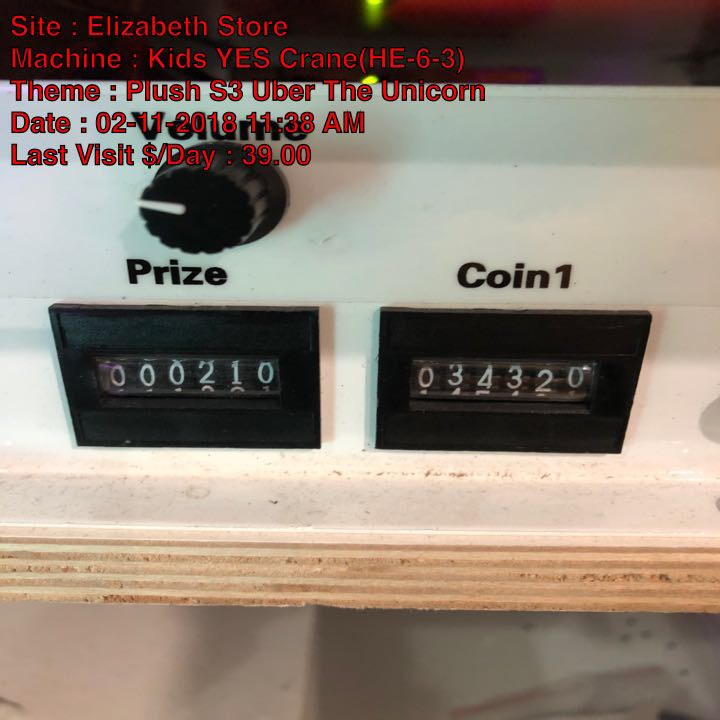 Site : Elizabeth Store
Machine : Kids YES Crane(HE-6-3)
Theme : Plush S3 Uber The Unicorn
Date : 02-11-2018 11:38 AM
Volume
Last Visit $/Day : 39.00
Prize Coin1
000210 034320